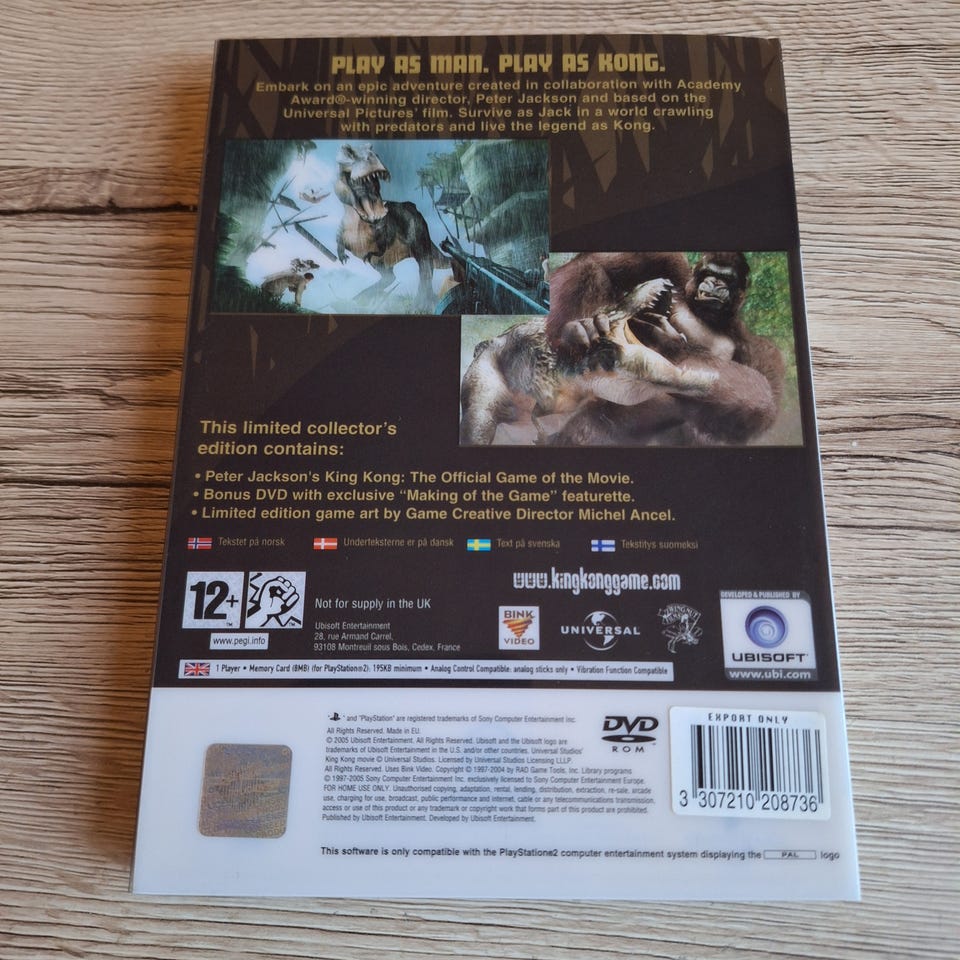 PLAY AS MAN. PLAY AS KONG.
Embark on an epic adventure created in collaboration with Academy
Award®-winning director, Peter Jackson and based on the
Universal Pictures' film. Survive as Jack in a world crawling
with predators and live the legend as Kong.
This limited collector's
edition contains:
• Peter Jackson's King Kong: The Official Game of the Movie.
• Bonus DVD with exclusive "Making of the Game" featurette.
• Limited edition game art by Game Creative Director Michel Ancel.
Tekstet på norsk
Underteksterne er på dansk
Text på svenska
Tekstitys suomeksi
12+
www.pegi.info
Not for supply in the UK
Ubisoft Entertainment
28, rue Armand Carrel,
93108 Montreuil sous Bois, Cedex, France
www.kingkonggame.com
BINK
VIDEO
UNIVERSAL
WINGNUT
DEVELOPED & PUBLISHED BY
UBISOFT
www.ubi.com
1 Player • Memory Card (8MB) (for PlayStation®2): 195KB minimum • Analog Control Compatible: analog sticks only • Vibration Function Compatible
" " and "PlayStation" are registered trademarks of Sony Computer Entertainment Inc.
All Rights Reserved. Made in EU.
© 2005 Ubisoft Entertainment. All Rights Reserved. Ubisoft and the Ubisoft logo are
trademarks of Ubisoft Entertainment in the U.S. and/or other countries. Universal Studios'
King Kong movie © Universal Studios. Licensed by Universal Studios Licensing LLLP.
All Rights Reserved. Uses Bink Video. Copyright © 1997-2004 by RAD Game Tools, Inc. Library programs
© 1997-2005 Sony Computer Entertainment Inc. exclusively licensed to Sony Computer Entertainment Europe.
FOR HOME USE ONLY. Unauthorised copying, adaptation, rental, lending, distribution, extraction, re-sale, arcade
use, charging for use, broadcast, public performance and internet, cable or any telecommunications transmission,
access or use of this product or any trademark or copyright work that forms part of this product are prohibited.
Published by Ubisoft Entertainment. Developed by Ubisoft Entertainment.
DVD
ROM
EXPORT ONLY
3 307210 208736
This software is only compatible with the PlayStation®2 computer entertainment system displaying the PAL logo